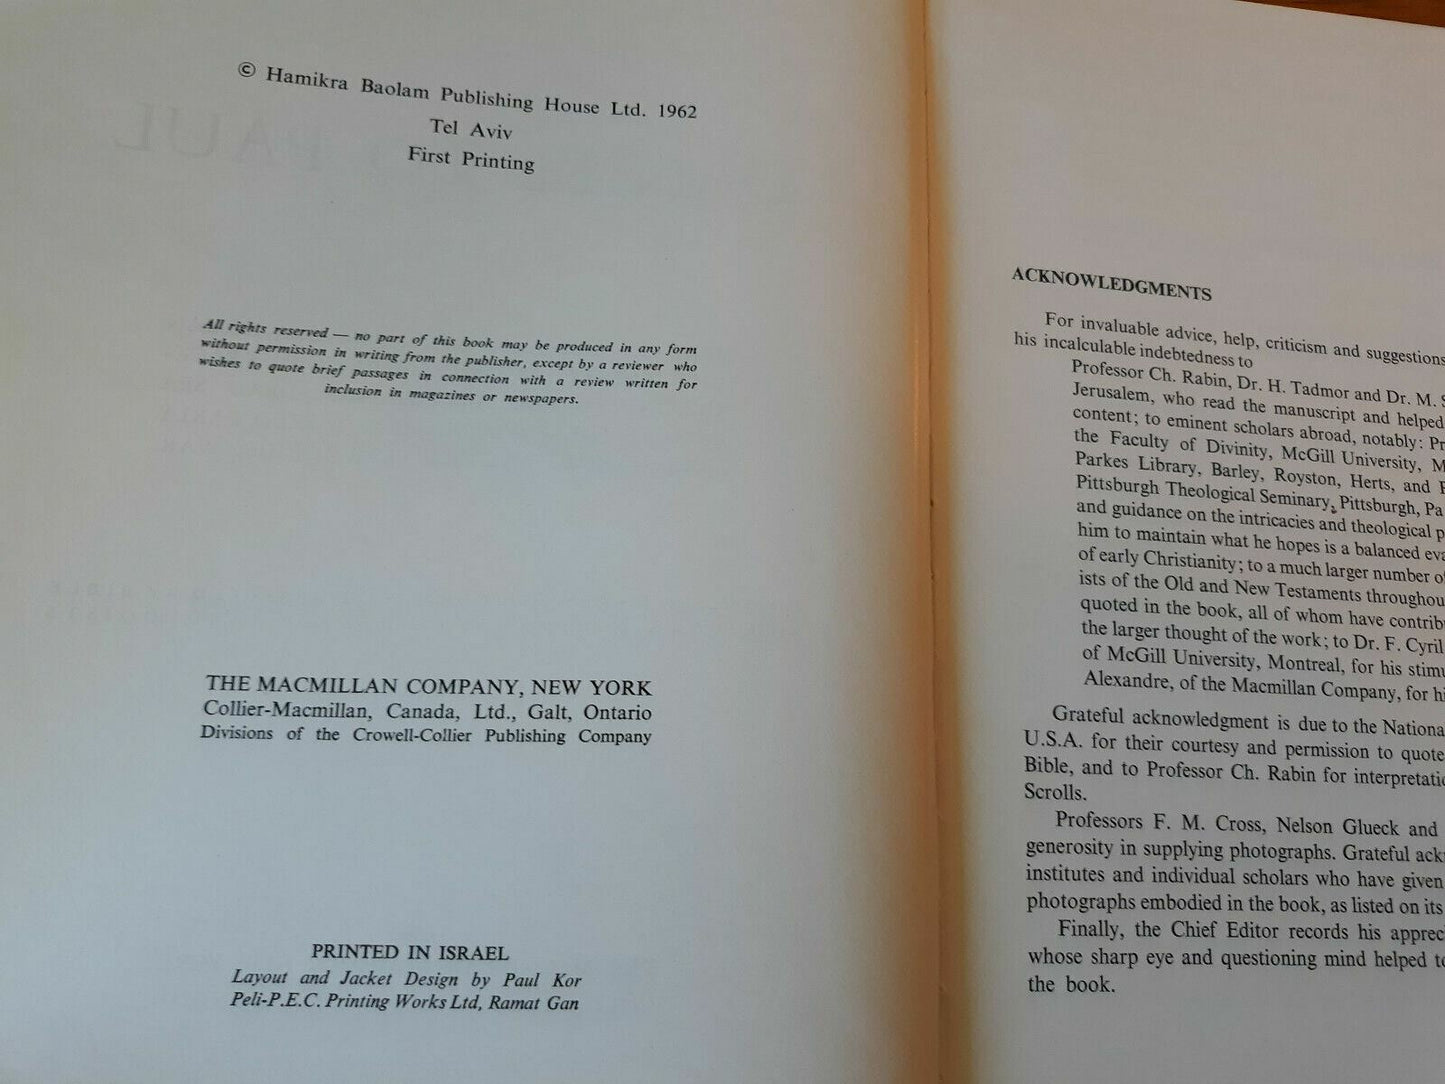 © Hamikra Baolam Publishing House Ltd. 1962
Tel Aviv
First Printing
All rights reserved — no part of this book may be produced in any form
without permission in writing from the publisher, except by a reviewer who
wishes to quote brief passages in connection with a review written for
inclusion in magazines or newspapers.
THE MACMILLAN COMPANY, NEW YORK
Collier-Macmillan, Canada, Ltd., Galt, Ontario
Divisions of the Crowell-Collier Publishing Company
PRINTED IN ISRAEL
Layout and Jacket Design by Paul Kor
Peli-P.E.C. Printing Works Ltd, Ramat Gan
ACKNOWLEDGMENTS
For invaluable advice, help, criticism and suggestions
his incalculable indebtedness to
Professor Ch. Rabin, Dr. H. Tadmor and Dr. M. S
Jerusalem, who read the manuscript and helped
content; to eminent scholars abroad, notably: Pr
the Faculty of Divinity, McGill University, M
Parkes Library, Barley, Royston, Herts, and
Pittsburgh Theological Seminary, Pittsburgh, Pa
and guidance on the intricacies and theological p
him to maintain what he hopes is a balanced eva
of early Christianity; to a much larger number of
ists of the Old and New Testaments throughou
quoted in the book, all of whom have contrib
the larger thought of the work; to Dr. F. Cyril
of McGill University, Montreal, for his stimu
Alexandre, of the Macmillan Company, for hi
Grateful acknowledgment is due to the Nationa
U.S.A. for their courtesy and permission to quote
Bible, and to Professor Ch. Rabin for interpretati
Scrolls.
Professors F. M. Cross, Nelson Glueck and
generosity in supplying photographs. Grateful ack
institutes and individual scholars who have given
photographs embodied in the book, as listed on its
Finally, the Chief Editor records his apprec
whose sharp eye and questioning mind helped to
the book.